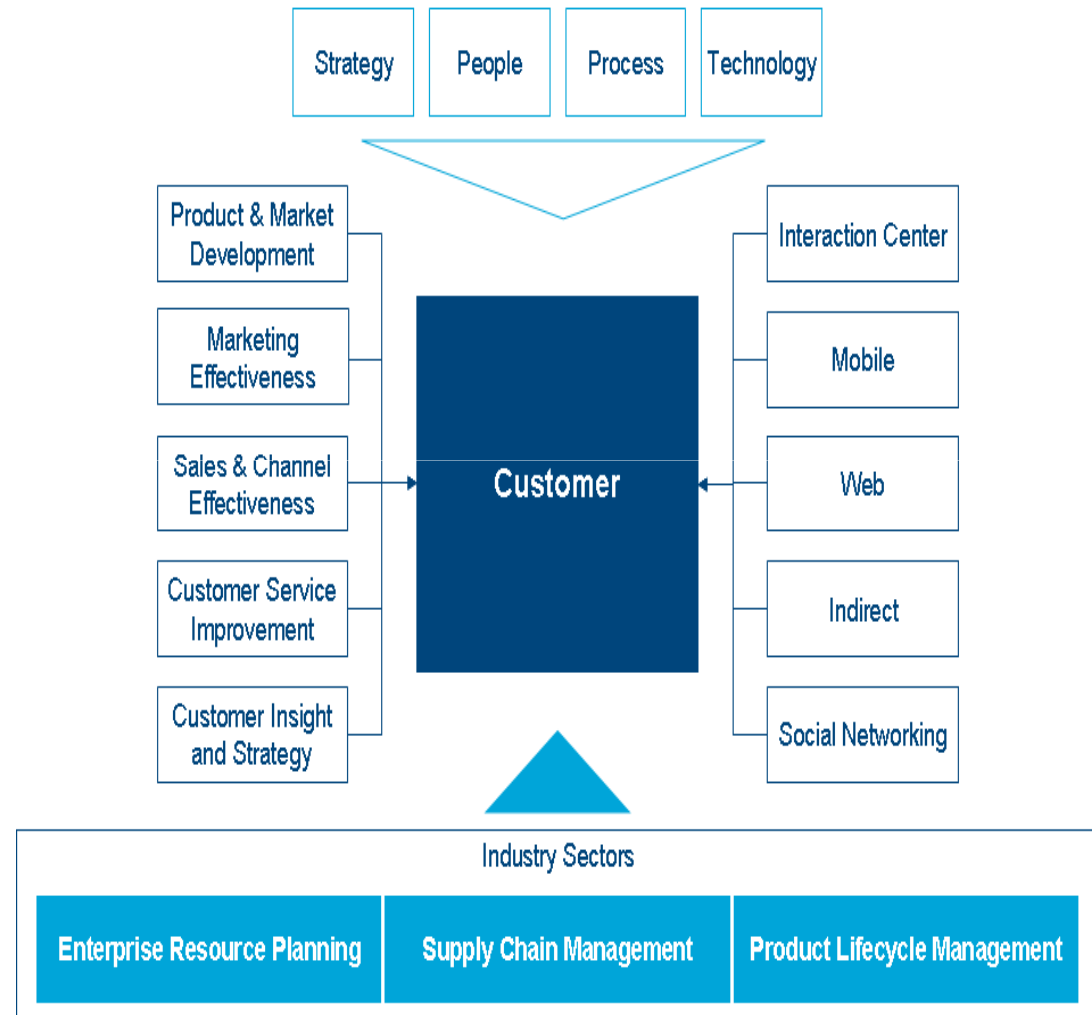 Strategy
People
Process
Technology
Product & Market
Development
Marketing
Effectiveness
Sales & Channel
Effectiveness
Customer Service
Improvement
Customer Insight
and Strategy
Customer
Interaction Center
Mobile
Web
Indirect
Social Networking
Industry Sectors
Enterprise Resource Planning
Supply Chain Management
Product Lifecycle Management